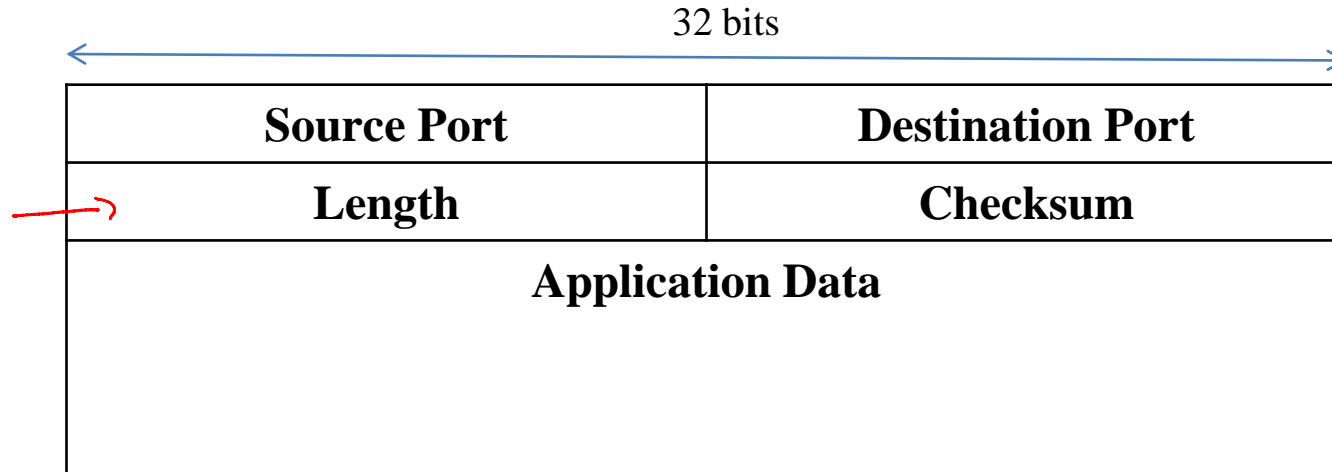 32 bits
Source Port Destination Port
Length Checksum
Application Data